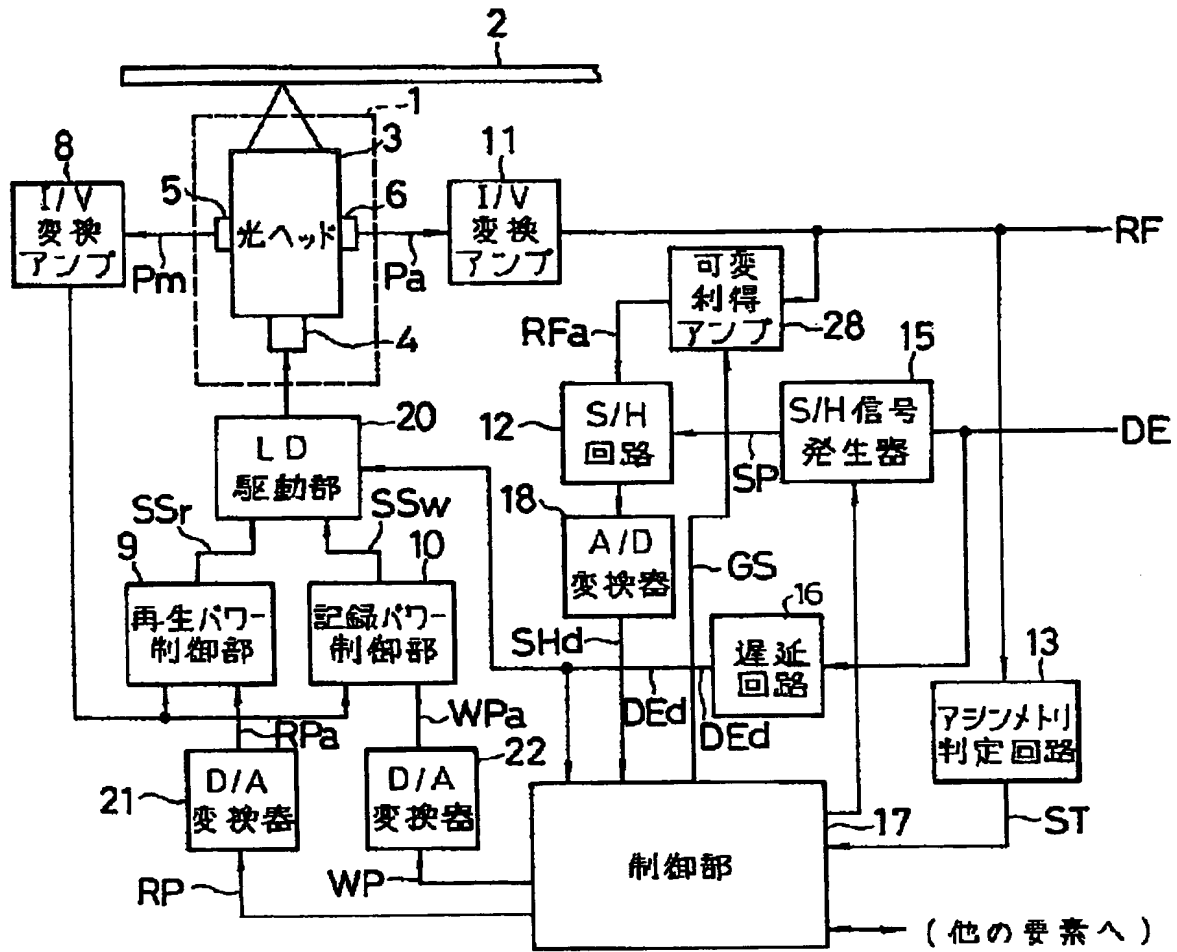 2
1
3
8
I/V
変換
アンプ
5
6
11
I/V
変換
アンプ
光ヘッド
Pm
Pa
RF
可変
利得
アンプ
28
4
RFa
15
20
LD
駆動部
12
S/H
回路
S/H信号
発生器
DE
SP
SSr
SSw
18
A/D
変換器
9
10
GS
再生パワー
制御部
記録パワー
制御部
16
遅延
回路
SHd
13
DEd
DEd
アシンメトリ
判定回路
WPa
RPa
22
D/A
変換器
21
D/A
変換器
17
ST
制御部
RP
WP
(他の要素へ)